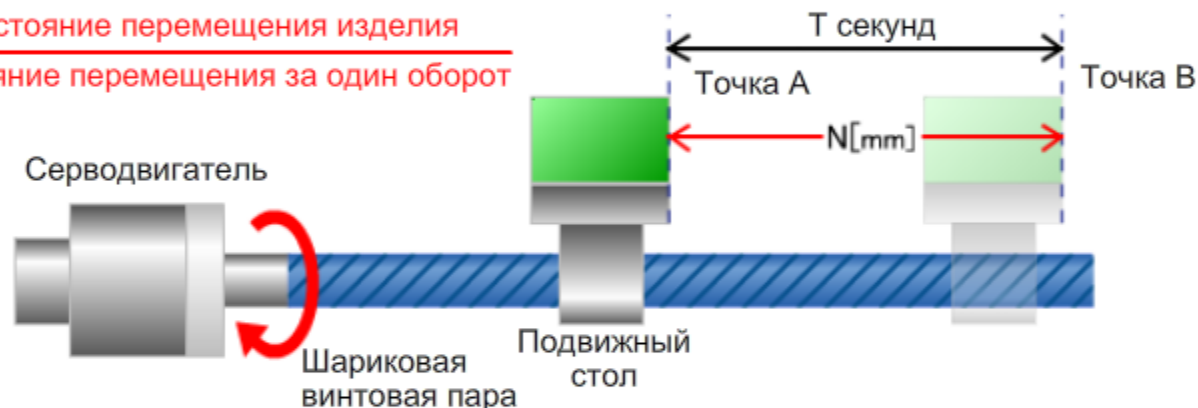 стояние перемещения изделия
яние перемещения за один оборот
Т секунд
Точка А
Точка В
N[mm]
Серводвигатель
Подвижный
стол
Шариковая
винтовая пара